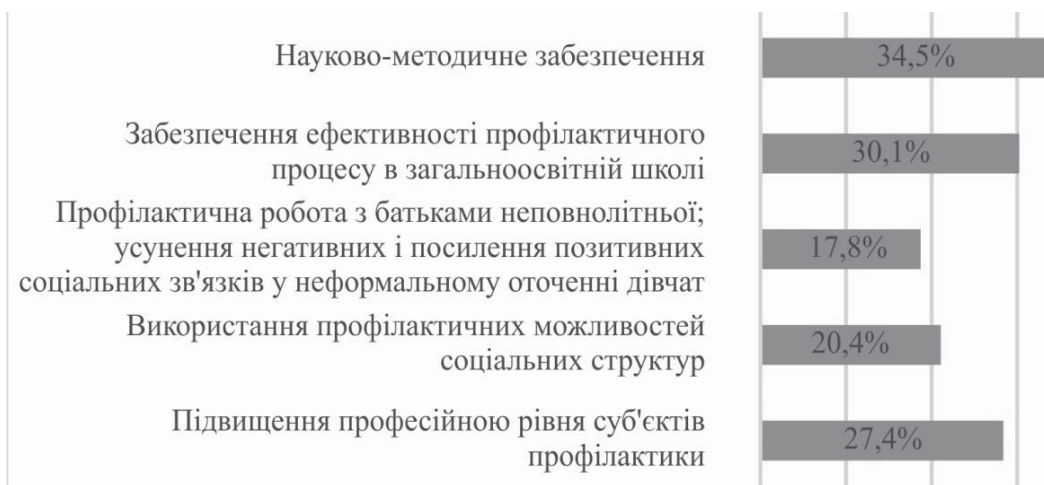 Науково-методичне забезпечення
34,5%
Забезпечення ефективності профілактичного
процесу в загальноосвітній школі
30,1%
Профілактична робота з батьками неповнолітньої;
усунення негативних і посилення позитивних
соціальних зв'язків у неформальному оточенні дівчат
17,8%
Використання профілактичних можливостей
соціальних структур
20,4%
Підвищення професійною рівня суб'єктів
профілактики
27,4%